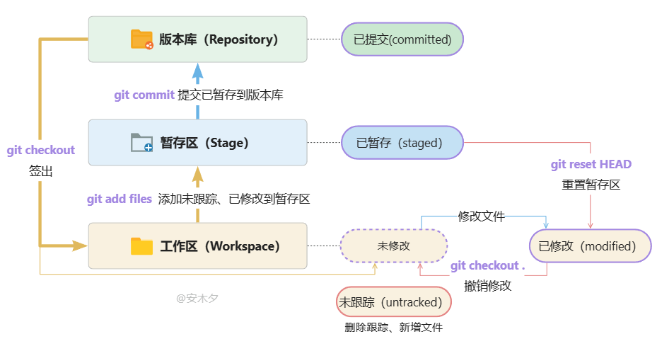 版本库（Repository）
已提交(committed)
git commit 提交已暂存到版本库
git checkout
签出
暂存区（Stage）
已暂存（staged）
git reset HEAD
重置暂存区
git add files 添加未跟踪、已修改到暂存区
修改文件
工作区（Workspace）
未修改
已修改（modified）
git checkout .
撤销修改
@安木夕
未跟踪（untracked）
删除跟踪、新增文件